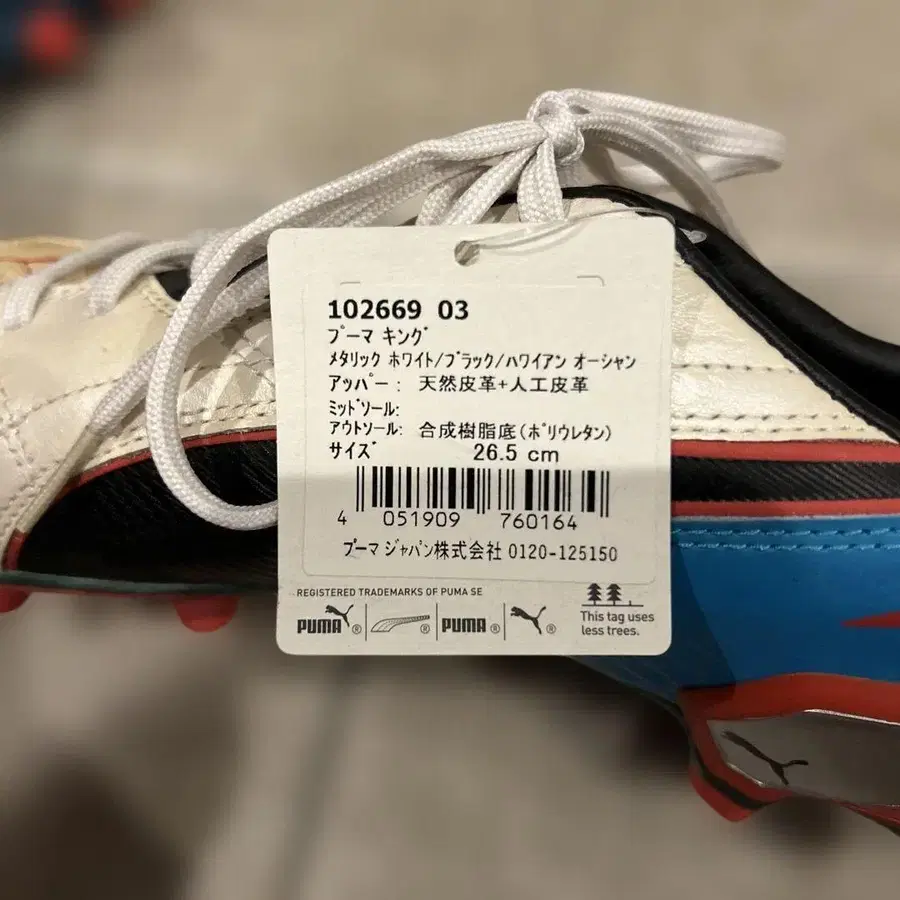 102669 03
プーマ キング
メタリック ホワイト/ブラック/ハワイアン オーシャン
アッパー: 天然皮革+人工皮革
ミッドソール:
アウトソール: 合成樹脂底(ポリウレタン)
サイズ 26.5 cm
4 051909 760164
プーマ ジャパン株式会社 0120-125150
REGISTERED TRADEMARKS OF PUMA SE
PUMA® ® PUMA® ®
This tag uses
less trees.